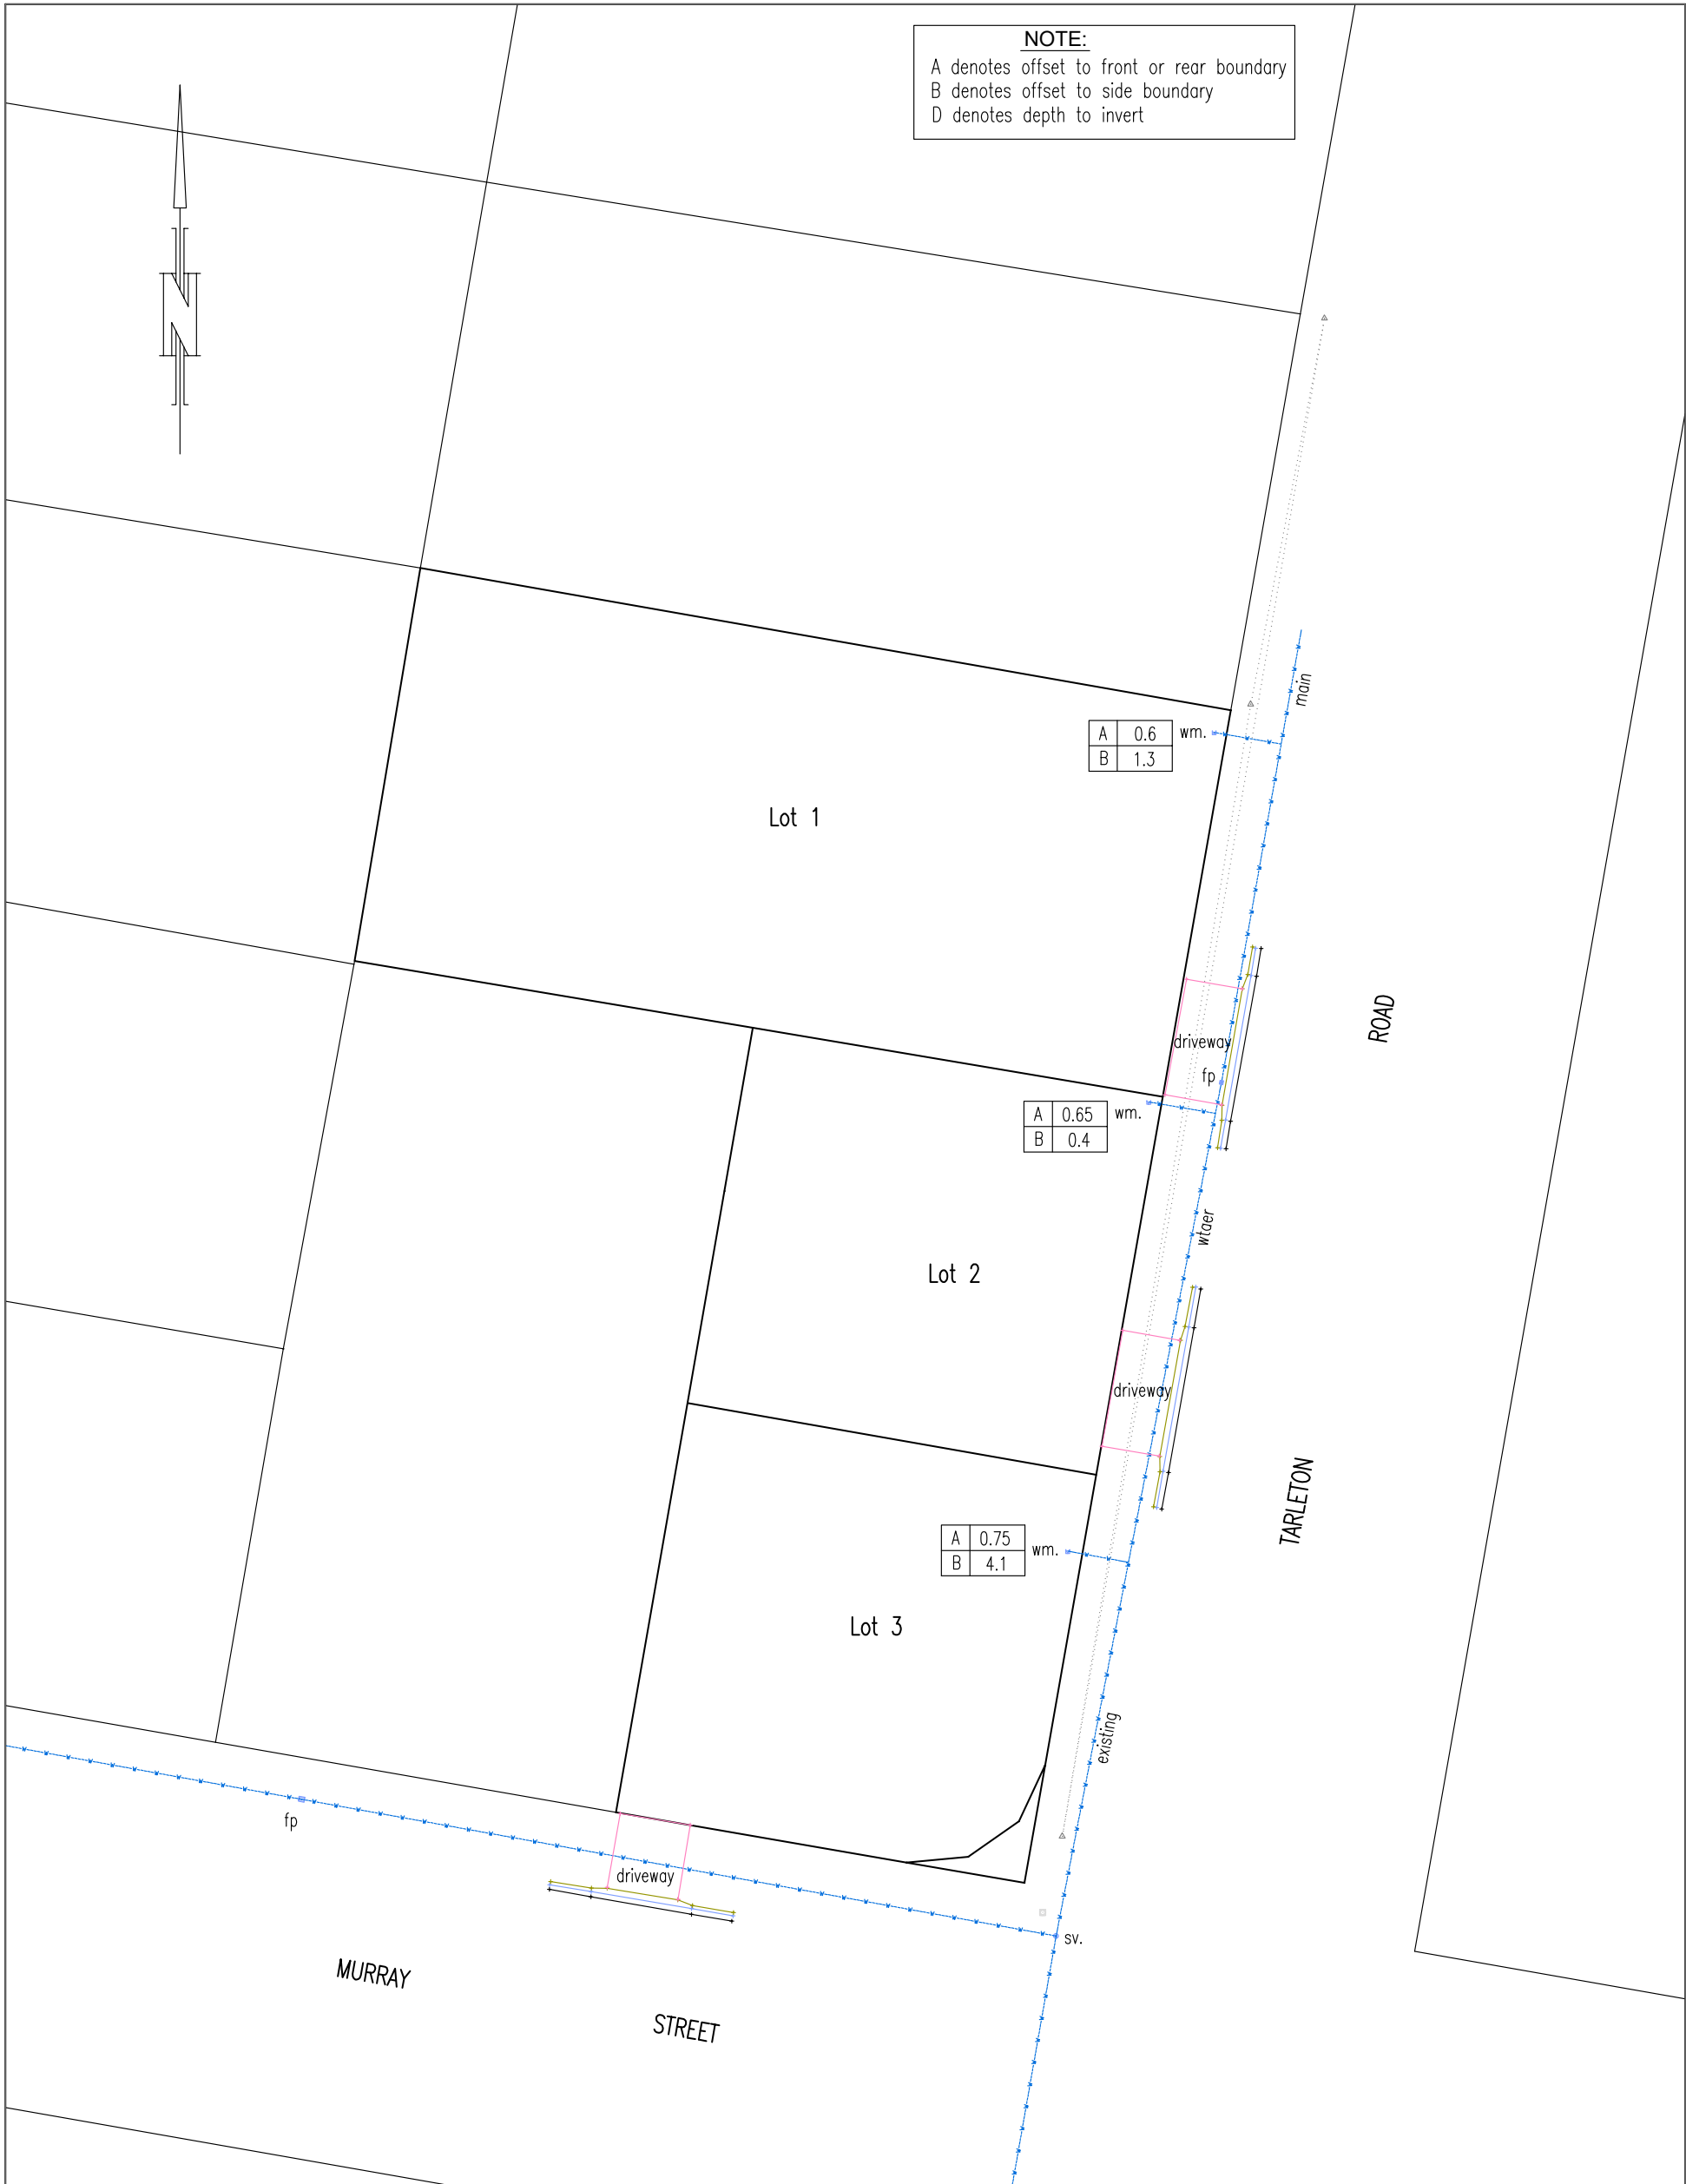 NOTE:
A denotes offset to front or rear boundary
B denotes offset to side boundary
D denotes depth to invert
N
main
A 0.6 wm.
B 1.3
Lot 1
ROAD
driveway
fp
A 0.65 wm.
B 0.4
wtaer
Lot 2
driveway
TARLETON
A 0.75 wm.
B 4.1
Lot 3
existing
fp
driveway
sv.
MURRAY
STREET